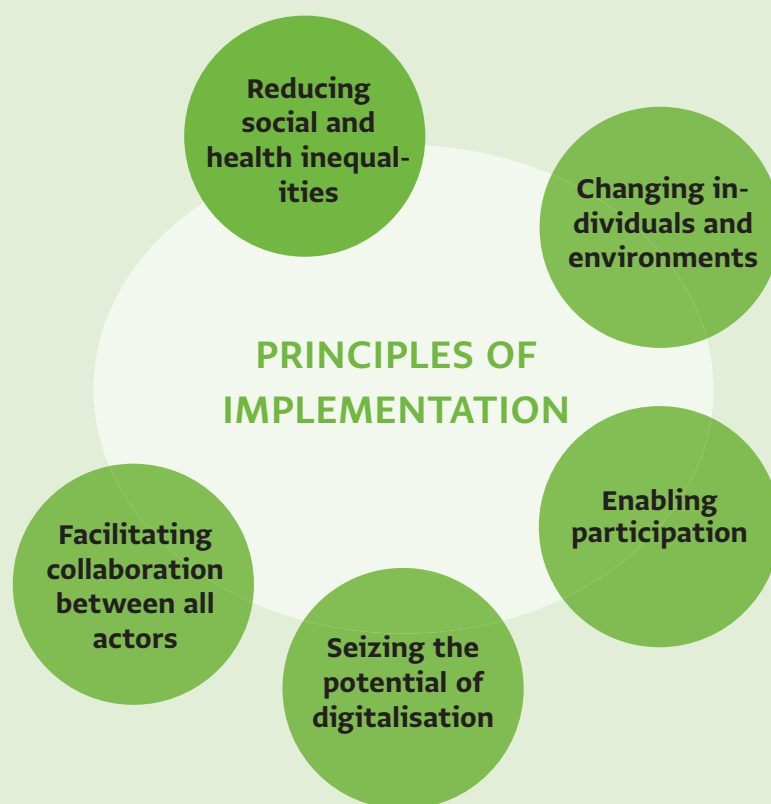 Reducing
social and
health inequal-
ities
Changing in-
dividuals and
environments
PRINCIPLES OF
IMPLEMENTATION
Enabling
participation
Facilitating
collaboration
between all
actors
Seizing the
potential of
digitalisation